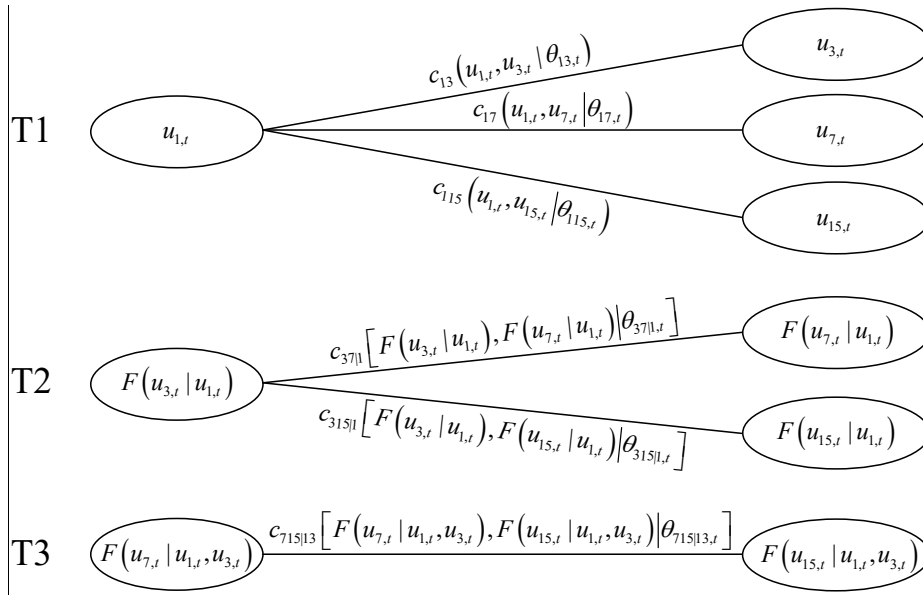 u_{3,t}
c_{13}(u_{1,t}, u_{3,t} | θ_{13,t})
T1 u_{1,t} c_{17}(u_{1,t}, u_{7,t} | θ_{17,t}) u_{7,t}
c_{115}(u_{1,t}, u_{15,t} | θ_{115,t})
u_{15,t}
c_{37|1}[F(u_{3,t} | u_{1,t}), F(u_{7,t} | u_{1,t}) | θ_{37|1,t}] F(u_{7,t} | u_{1,t})
T2 F(u_{3,t} | u_{1,t})
c_{315|1}[F(u_{3,t} | u_{1,t}), F(u_{15,t} | u_{1,t}) | θ_{315|1,t}] F(u_{15,t} | u_{1,t})
T3 F(u_{7,t} | u_{1,t}, u_{3,t}) c_{715|13}[F(u_{7,t} | u_{1,t}, u_{3,t}), F(u_{15,t} | u_{1,t}, u_{3,t}) | θ_{715|13,t}] F(u_{15,t} | u_{1,t}, u_{3,t})